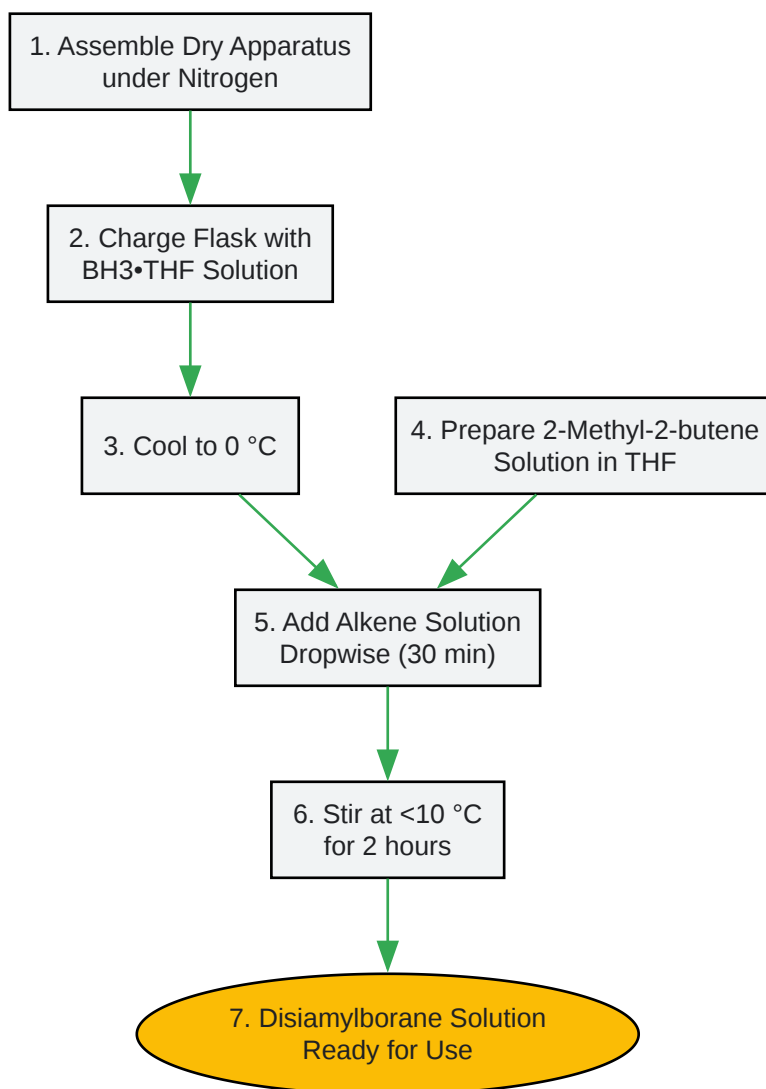 1. Assemble Dry Apparatus
under Nitrogen
2. Charge Flask with
BH3•THF Solution
3. Cool to 0 °C
4. Prepare 2-Methyl-2-butene
Solution in THF
5. Add Alkene Solution
Dropwise (30 min)
6. Stir at <10 °C
for 2 hours
7. Disiamylborane Solution
Ready for Use